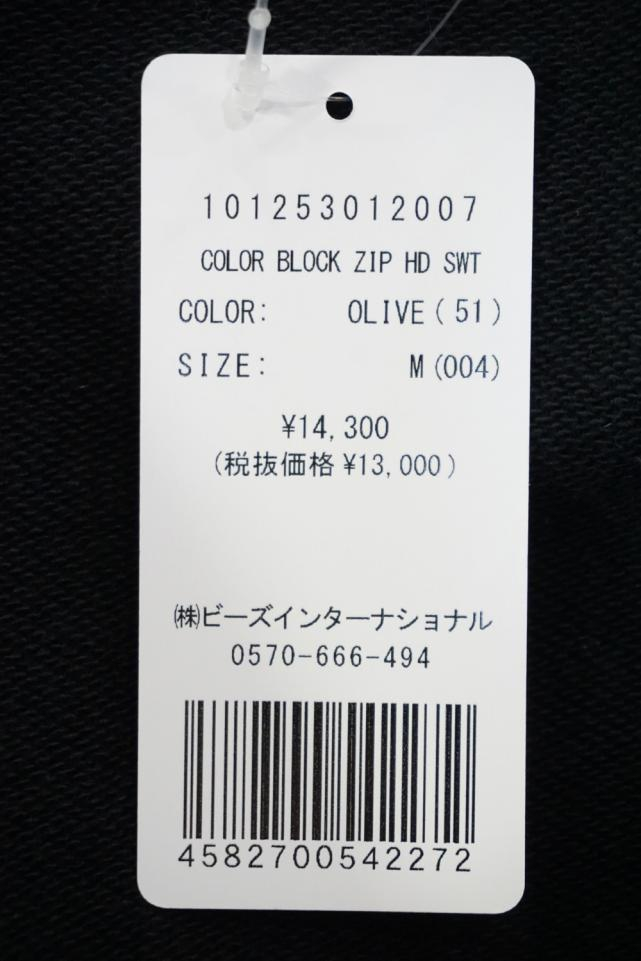 101253012007
COLOR BLOCK ZIP HD SWT
COLOR: OLIVE(51)
SIZE: M(004)
¥14,300
(税抜価格¥13,000)
㈱ビーズインターナショナル
0570-666-494
4582700542272